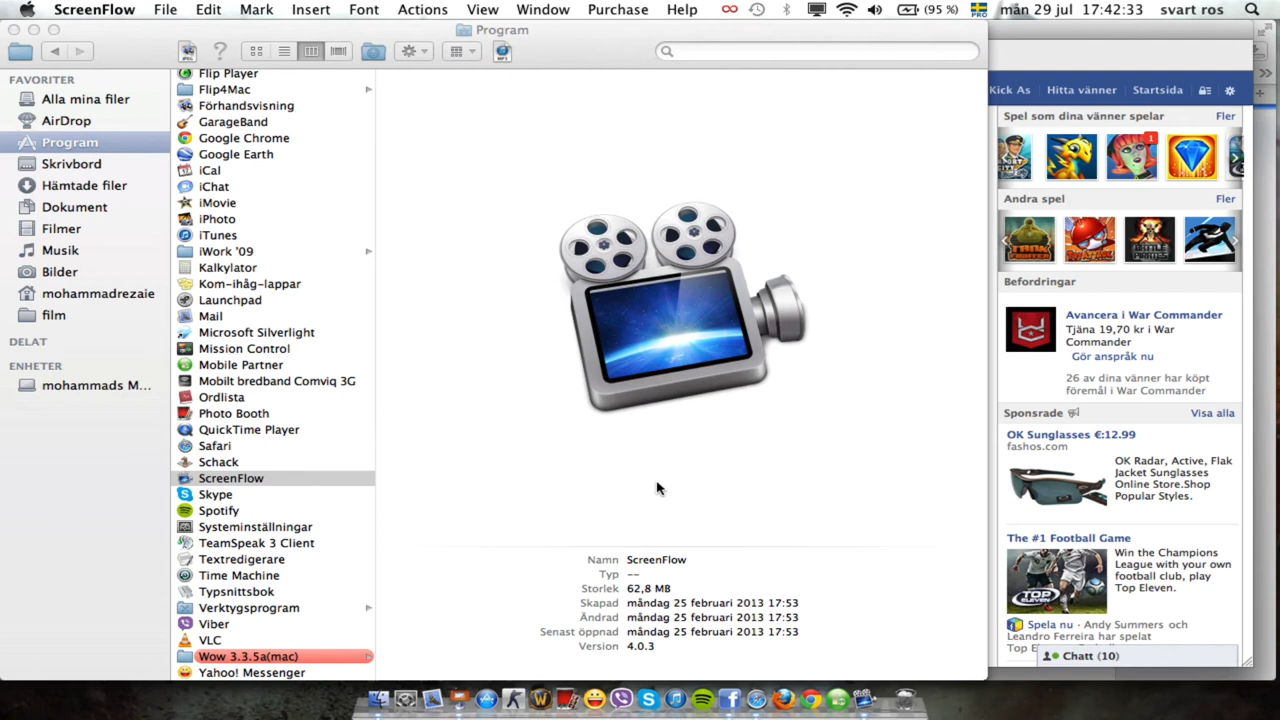 ScreenFlow File Edit Mark Insert Font Actions View Window Purchase Help (95 %) PRO mån 29 jul 17:42:33 svart ros
Program
JPEG
?
MP3
FAVORITER
Alla mina filer
AirDrop
Program
Skrivbord
Hämtade filer
Dokument
Filmer
Musik
Bilder
mohammadrezaie
film
DELAT
ENHETER
mohammads M...
Flip Player
Flip4Mac
Förhandsvisning
GarageBand
Google Chrome
Google Earth
iCal
iChat
iMovie
iPhoto
iTunes
iWork '09
Kalkylator
Kom-ihåg-lappar
Launchpad
Mail
Microsoft Silverlight
Mission Control
Mobile Partner
Mobilt bredband Comviq 3G
Ordlista
Photo Booth
QuickTime Player
Safari
Schack
ScreenFlow
Skype
Spotify
Systeminställningar
TeamSpeak 3 Client
Textredigerare
Time Machine
Typsnittsbok
Verktygsprogram
Viber
VLC
Wow 3.3.5a(mac)
Yahoo! Messenger
Namn ScreenFlow
Typ --
Storlek 62,8 MB
Skapad måndag 25 februari 2013 17:53
Ändrad måndag 25 februari 2013 17:53
Senast öppnad måndag 25 februari 2013 17:53
Version 4.0.3
Kick As Hitta vänner Startsida
Spel som dina vänner spelar Fler
1
Andra spel Fler
Befordringar
Avancera i War Commander
Tjäna 19,70 kr i War
Commander
Gör anspråk nu
26 av dina vänner har köpt
föremål i War Commander
Sponsrade Visa alla
OK Sunglasses €:12.99
fashos.com
OK Radar, Active, Flak
Jacket Sunglasses
Online Store.Shop
Popular Styles.
The #1 Football Game
Win the Champions
League with your own
football club, play
Top Eleven.
TOP ELEVEN
Spela nu · Andy Summers och
Leandro Ferreira har spelat
Chatt (10)